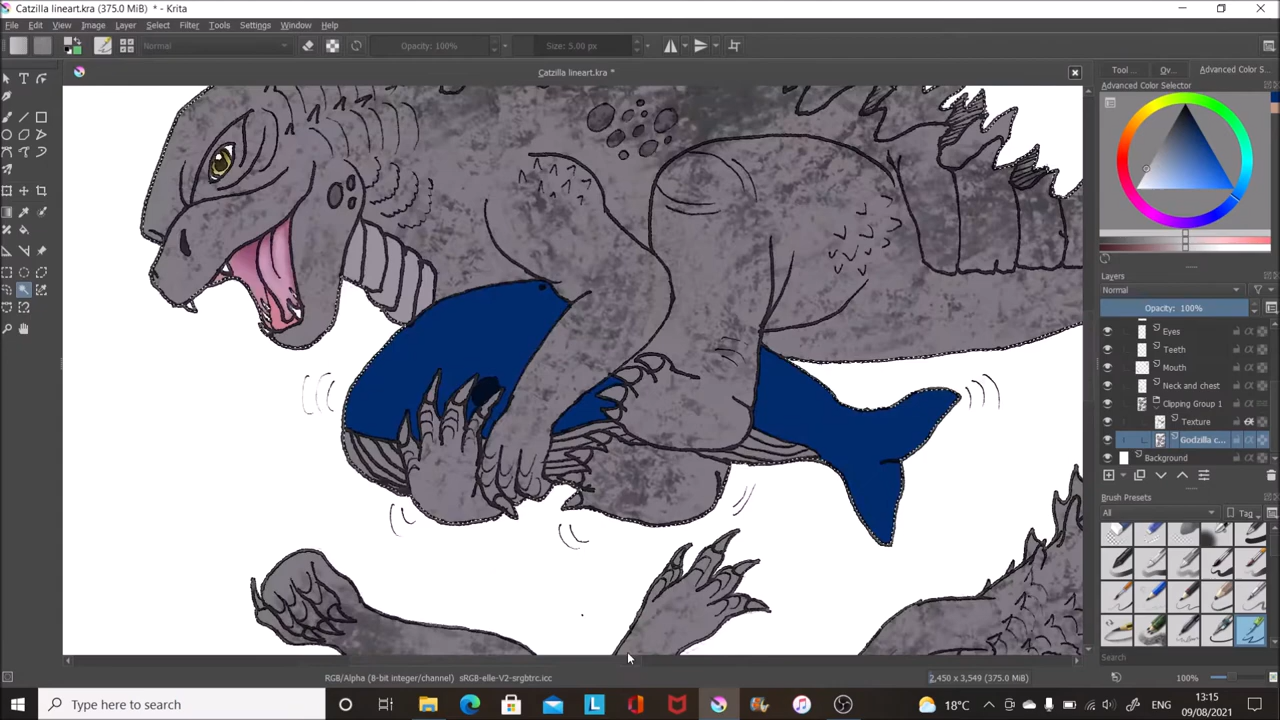 Catzilla lineart.kra (375.0 MiB) * - Krita
File Edit View Image Layer Select Filter Tools Settings Window Help
Normal Opacity: 100% Size: 5.00 px
Catzilla lineart.kra *
Tool ... Ov... Advanced Color S...
Advanced Color Selector
Layers
Normal
Opacity: 100%
Eyes
Teeth
Mouth
Neck and chest
Clipping Group 1
Texture
Godzilla c...
Background
Brush Presets
All Tag
Search
RGB/Alpha (8-bit integer/channel) sRGB-elle-V2-srgbtrc.icc 2,450 x 3,549 (375.0 MiB) 100%
Type here to search 18°C ENG 13:15
09/08/2021